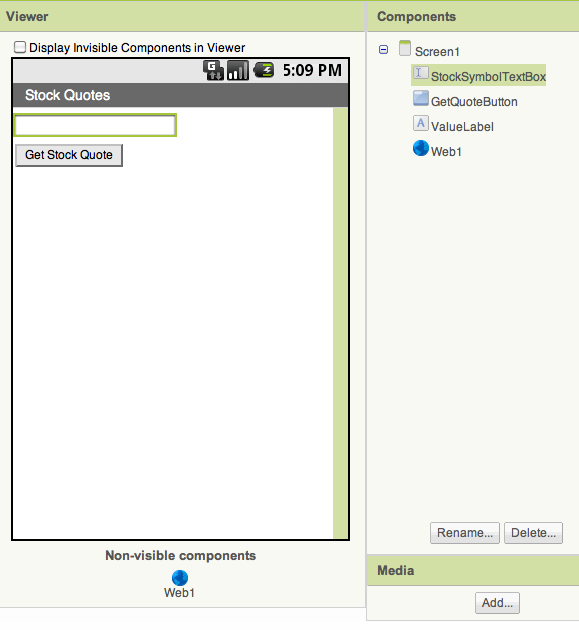 Viewer
Display Invisible Components in Viewer
5:09 PM
Stock Quotes
Get Stock Quote
Non-visible components
Web1
Components
Screen1
StockSymbolTextBox
GetQuoteButton
A ValueLabel
Web1
Rename... Delete...
Media
Add...